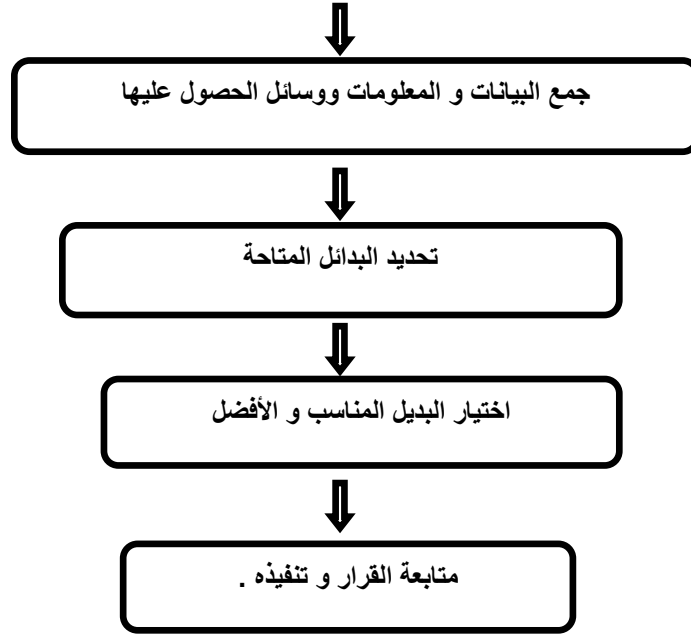 جمع البيانات و المعلومات ووسائل الحصول عليها
تحديد البدائل المتاحة
اختيار البديل المناسب و الأفضل
متابعة القرار و تنفيذه .